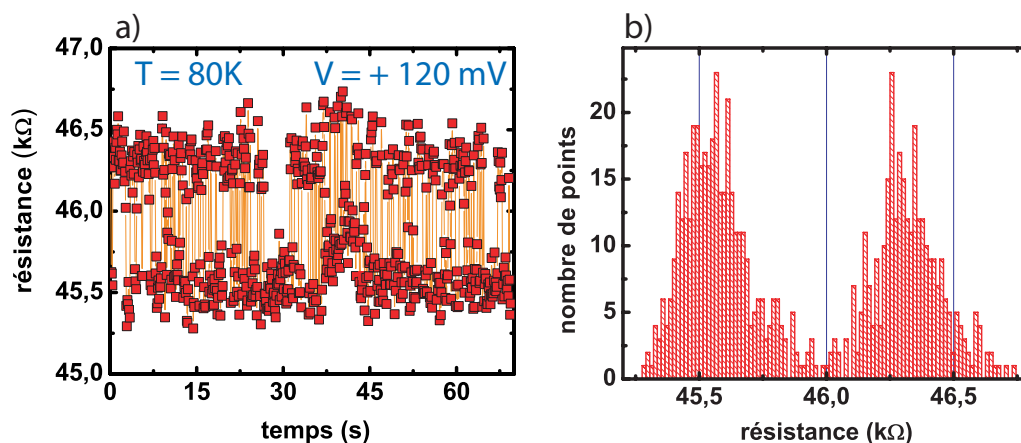 a)
47,0
46,5
46,0
45,5
45,0
résistance (kΩ)
T = 80K
V = + 120 mV
0
15
30
45
60
temps (s)
b)
20
15
10
5
0
nombre de points
45,5
46,0
46,5
résistance (kΩ)